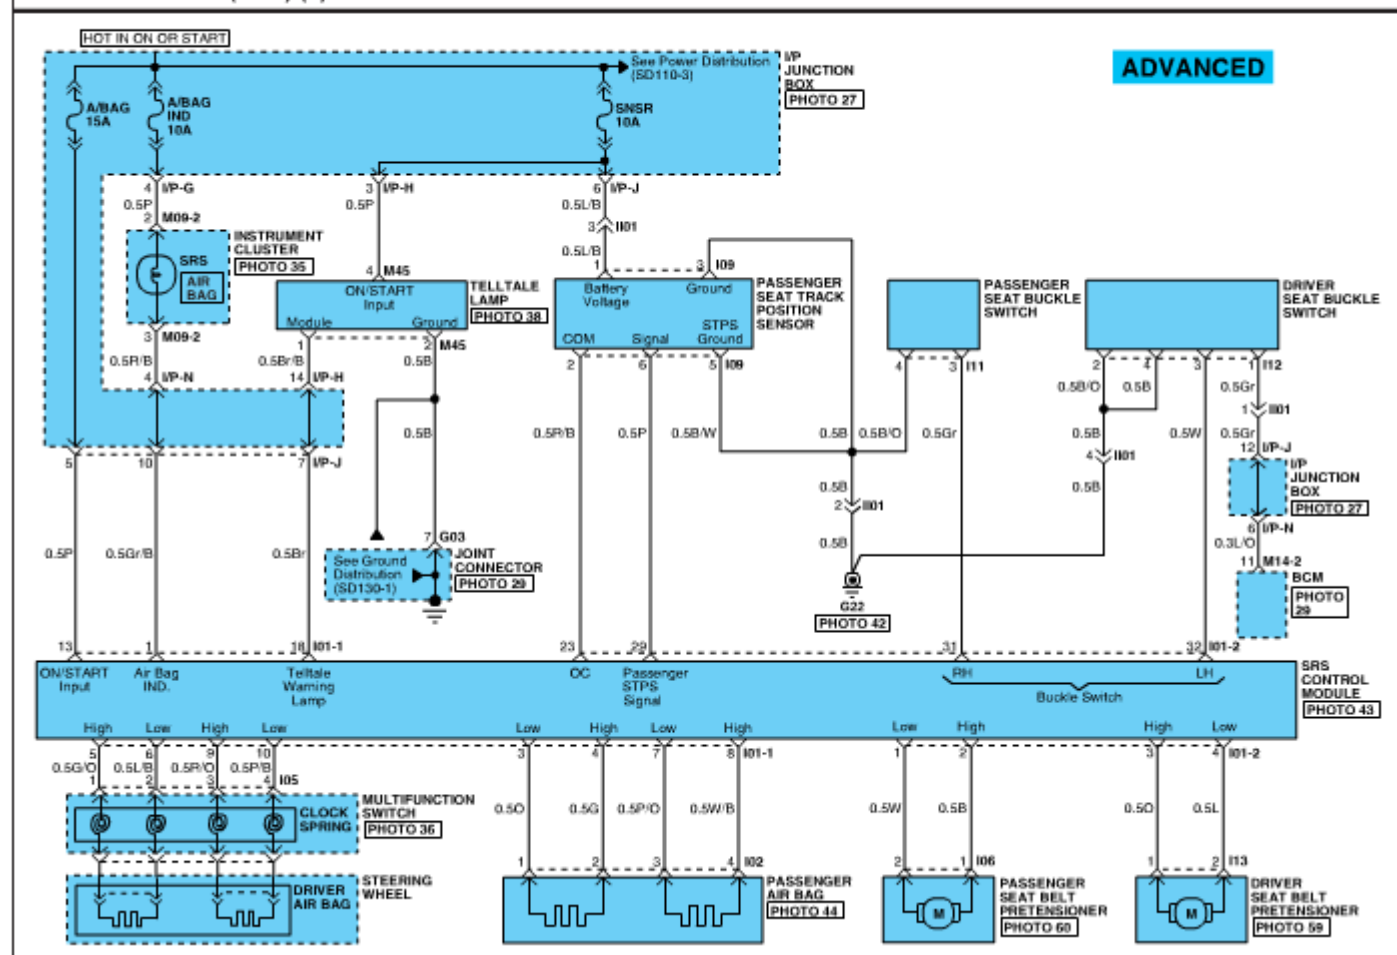 HOT IN ON OR START
See Power Distribution
(SD110-3)
I/P
JUNCTION
BOX
PHOTO 27
ADVANCED
A/BAG
15A
A/BAG
IND
10A
SNSR
10A
4 I/P-G
3 I/P-H
6 I/P-J
0.5P
0.5P
0.5L/B
2 M09-2
3 II01
INSTRUMENT
CLUSTER
PHOTO 35
SRS
AIR
BAG
0.5L/B
4 M45
1
3 I09
ON/START
Input
Module
Ground
TELLTALE
LAMP
PHOTO 38
Battery
Voltage
Ground
COM
Signal
STPS
Ground
PASSENGER
SEAT TRACK
POSITION
SENSOR
PASSENGER
SEAT BUCKLE
SWITCH
DRIVER
SEAT BUCKLE
SWITCH
3 M09-2
1
2 M45
2
6
5 I09
4
3 I11
2
4
3
1 I12
0.5R/B
0.5Br/B
0.5B
0.5B/O
0.5B
0.5Gr
4 I/P-N
14 I/P-H
1 II01
0.5B
0.5R/B
0.5P
0.5B/W
0.5B
0.5B/O
0.5Gr
0.5B
0.5W
0.5Gr
5
10
7 I/P-J
4 II01
12 I/P-J
I/P
JUNCTION
BOX
PHOTO 27
0.5B
0.5B
2 II01
6 I/P-N
0.5P
0.5Gr/B
0.5Br
7 G03
0.5B
0.3L/O
See Ground
Distribution
(SD130-1)
JOINT
CONNECTOR
PHOTO 29
11 M14-2
BCM
PHOTO
29
G22
PHOTO 42
13
1
18 I01-1
23
29
31
32 I01-2
ON/START
Input
Air Bag
IND.
Telltale
Warning
Lamp
OC
Passenger
STPS
Signal
RH
LH
Buckle Switch
SRS
CONTROL
MODULE
PHOTO 43
High
Low
High
Low
Low
High
Low
High
Low
High
High
Low
5
6
9
10
3
4
7
8 I01-1
1
2
3
4 I01-2
0.5G/O
0.5L/B
0.5R/O
0.5P/B
1
2
3
4 I05
MULTIFUNCTION
SWITCH
PHOTO 36
CLOCK
SPRING
0.5O
0.5G
0.5P/O
0.5W/B
0.5W
0.5B
0.5O
0.5L
1
2
3
4 I02
2
1 I06
1
2 I13
STEERING
WHEEL
DRIVER
AIR BAG
PASSENGER
AIR BAG
PHOTO 44
M
PASSENGER
SEAT BELT
PRETENSIONER
PHOTO 60
M
DRIVER
SEAT BELT
PRETENSIONER
PHOTO 59